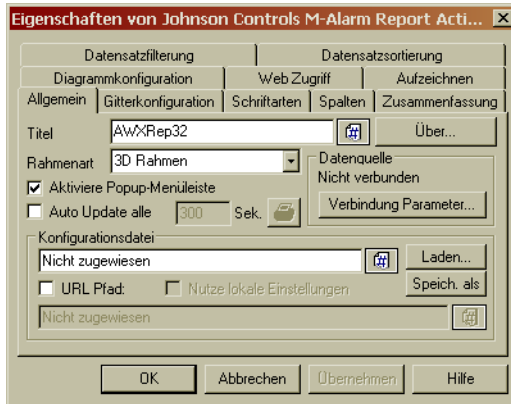 Eigenschaften von Johnson Controls M-Alarm Report Acti...
Datensatzfilterung Datensatzsortierung
Diagrammkonfiguration Web Zugriff Aufzeichnen
Allgemein Gitterkonfiguration Schriftarten Spalten Zusammenfassung
Titel AWXRep32 Über...
Rahmenart 3D Rahmen Datenquelle
Nicht verbunden
Aktiviere Popup-Menüleiste
Verbindung Parameter...
Auto Update alle 300 Sek.
Konfigurationsdatei
Nicht zugewiesen Laden...
URL Pfad: Nutze lokale Einstellungen Speich. als
Nicht zugewiesen
OK Abbrechen Übernehmen Hilfe